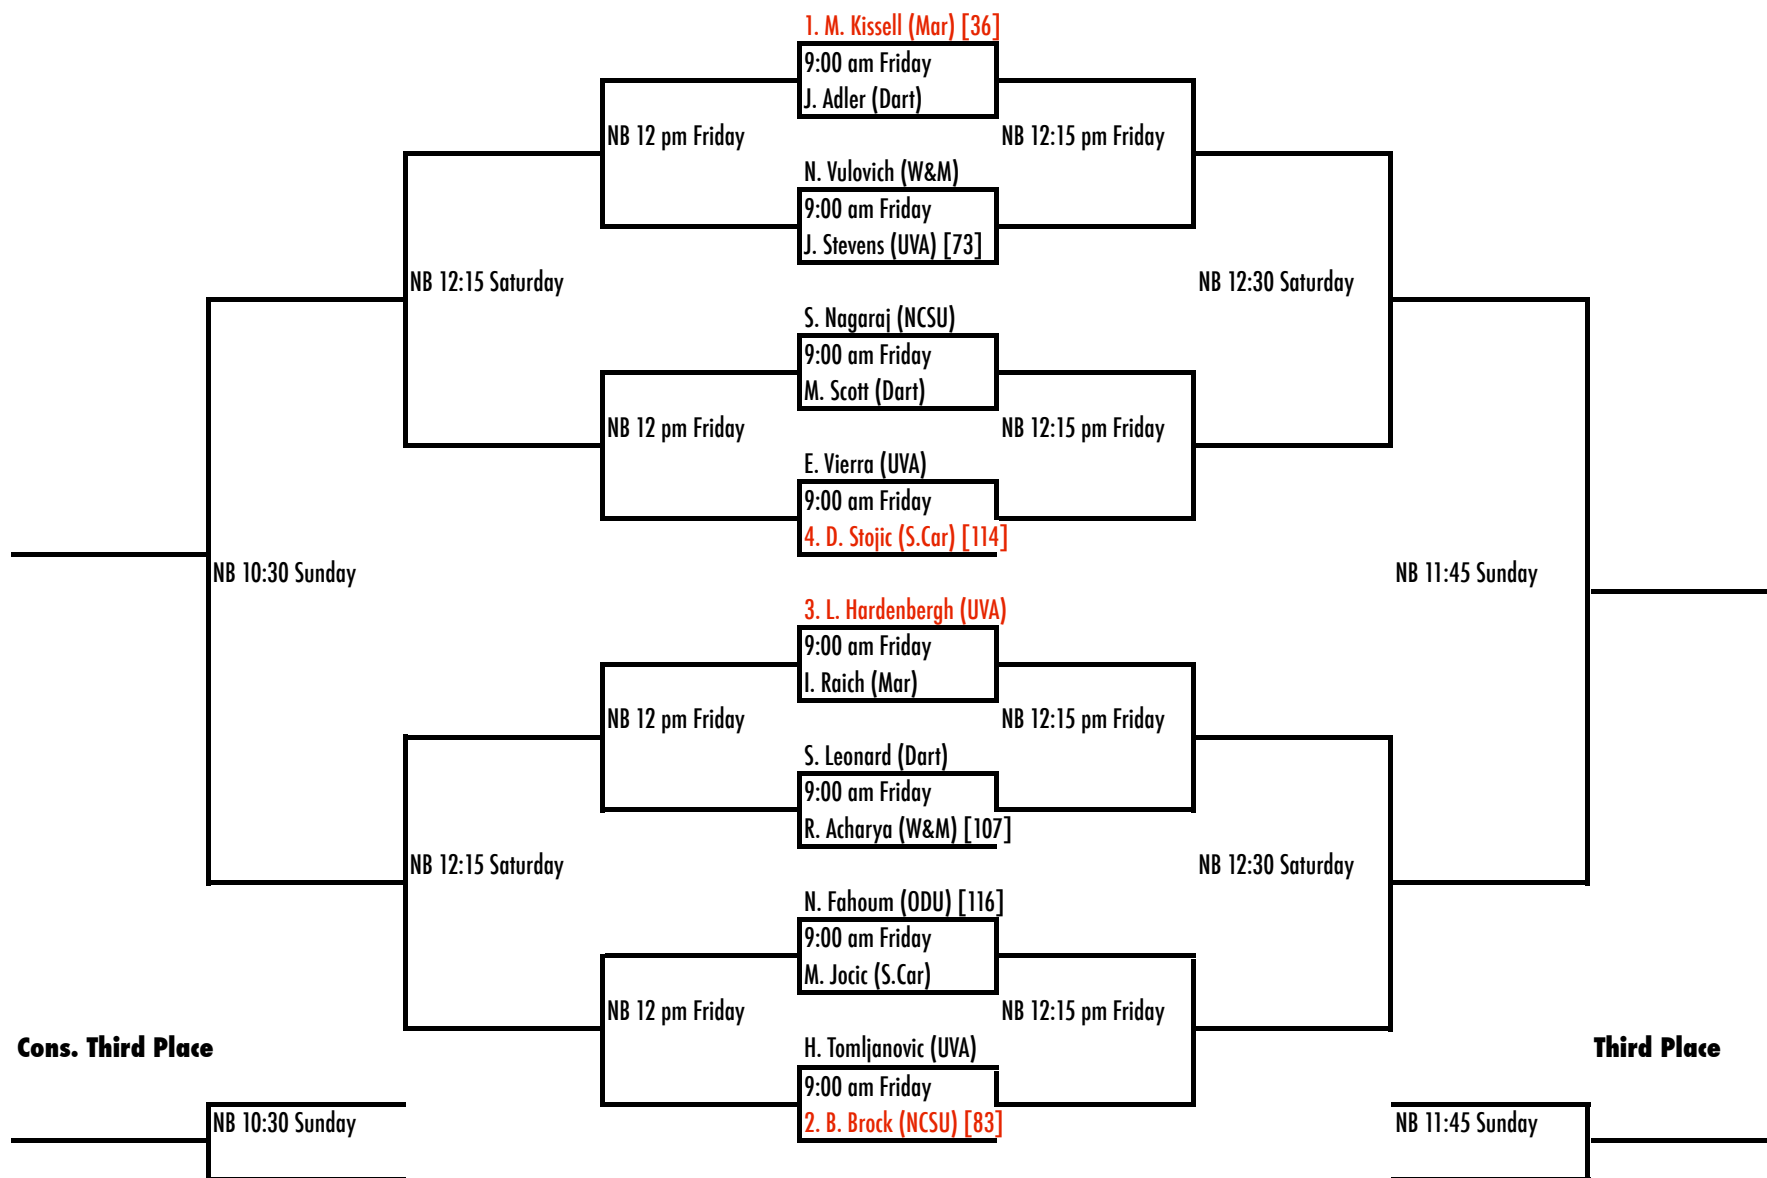 1. M. Kissell (Mar) [36]
9:00 am Friday
J. Adler (Dart)
NB 12 pm Friday
NB 12:15 pm Friday
N. Vulovich (W&M)
9:00 am Friday
J. Stevens (UVA) [73]
NB 12:15 Saturday
NB 12:30 Saturday
S. Nagaraj (NCSU)
9:00 am Friday
M. Scott (Dart)
NB 12 pm Friday
NB 12:15 pm Friday
E. Vierra (UVA)
9:00 am Friday
4. D. Stojic (S.Car) [114]
NB 10:30 Sunday
NB 11:45 Sunday
3. L. Hardenbergh (UVA)
9:00 am Friday
I. Raich (Mar)
NB 12 pm Friday
NB 12:15 pm Friday
S. Leonard (Dart)
9:00 am Friday
R. Acharya (W&M) [107]
NB 12:15 Saturday
NB 12:30 Saturday
N. Fahoum (ODU) [116]
9:00 am Friday
M. Jocic (S.Car)
NB 12 pm Friday
NB 12:15 pm Friday
Cons. Third Place
H. Tomljanovic (UVA)
Third Place
9:00 am Friday
NB 10:30 Sunday
2. B. Brock (NCSU) [83]
NB 11:45 Sunday